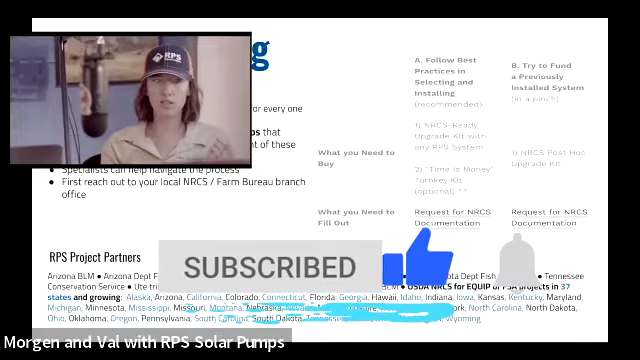 ng
RPS
for every one
ps that
nt of these
Specialists can help navigate the process
First reach out to your local NRCS / Farm Bureau branch
office
A. Follow Best
Practices in
Selecting and
Installing
(recommended)
B. Try to Fund
a Previously
Installed System
(in a pinch)
What you Need to
Buy
1) NRCS-Ready
Upgrade Kit with
any RPS System
2) "Time is Money"
Turnkey Kit
(optional) **
1) NRCS Post Hoc
Upgrade Kit
What you Need to
Fill Out
Request for NRCS
Documentation
Request for NRCS
Documentation
RPS Project Partners
Arizona BLM ● Arizona Dept F
ota Dept Fish
● Tennessee
Conservation Service ● Ute tri
BLM ● USDA NRCS for EQUIP or FSA projects in 37
states and growing: Alaska, Arizona, California, Colorado, Connecticut, Florida, Georgia, Hawaii, Idaho, Indiana, Iowa, Kansas, Kentucky, Maryland,
Michigan, Minnesota, Mississippi, Missouri, Montana, Nebraska,
North Carolina, North Dakota,
Ohio, Oklahoma, Oregon, Pennsylvania, South Carolina, South Dakota, Tennessee
Wyoming
SUBSCRIBED
Morgen and Val with RPS Solar Pumps